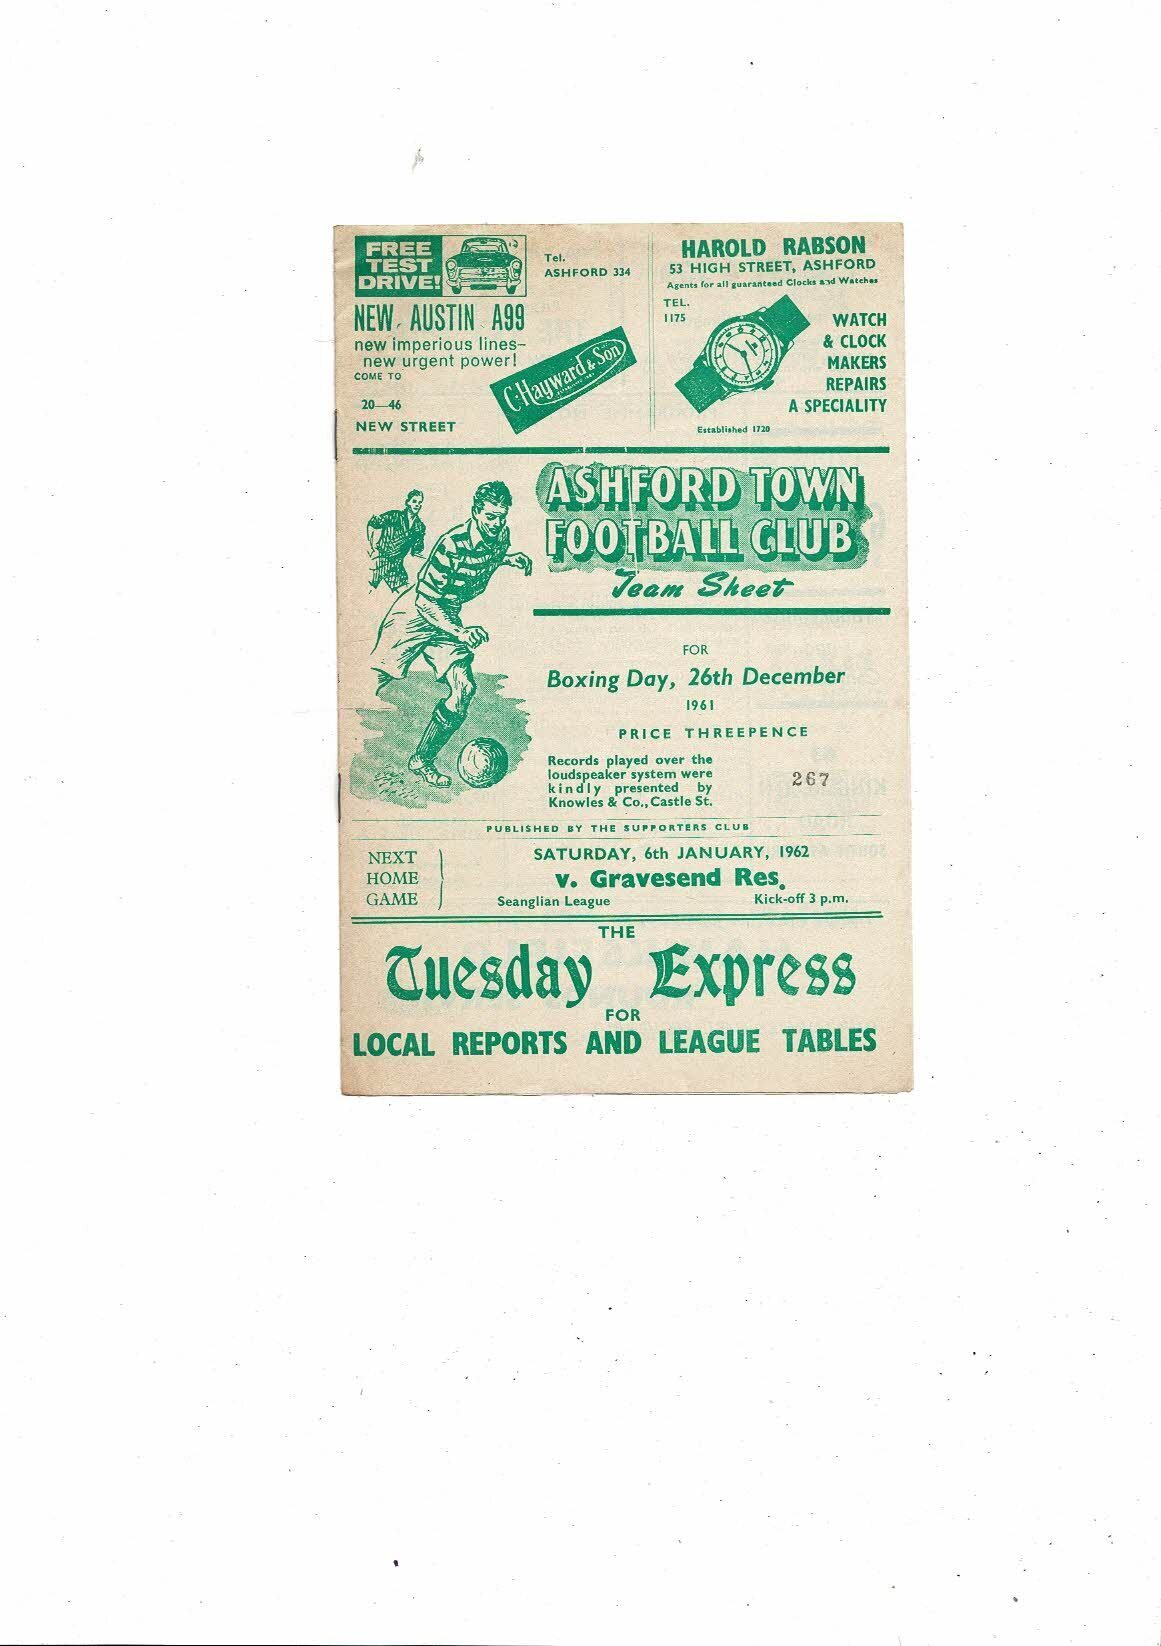 FREE
TEST
DRIVE!
NEW AUSTIN A99
new imperious lines-
new urgent power!
COME TO
20—46
NEW STREET
Tel.
ASHFORD 334
C. Hayward & Son
HAROLD RABSON
53 HIGH STREET, ASHFORD
Agents for all guaranteed Clocks and Watches
TEL.
1175
WATCH
& CLOCK
MAKERS
REPAIRS
A SPECIALITY
Established 1720
ASHFORD TOWN
FOOTBALL CLUB
Team Sheet
FOR
Boxing Day, 26th December
1961
PRICE THREEPENCE
Records played over the
loudspeaker system were
kindly presented by
Knowles & Co., Castle St.
267
PUBLISHED BY THE SUPPORTERS CLUB
NEXT
HOME
GAME
SATURDAY, 6th JANUARY, 1962
v. Gravesend Res.
Seanglian League Kick-off 3 p.m.
THE
Tuesday Express
FOR
LOCAL REPORTS AND LEAGUE TABLES